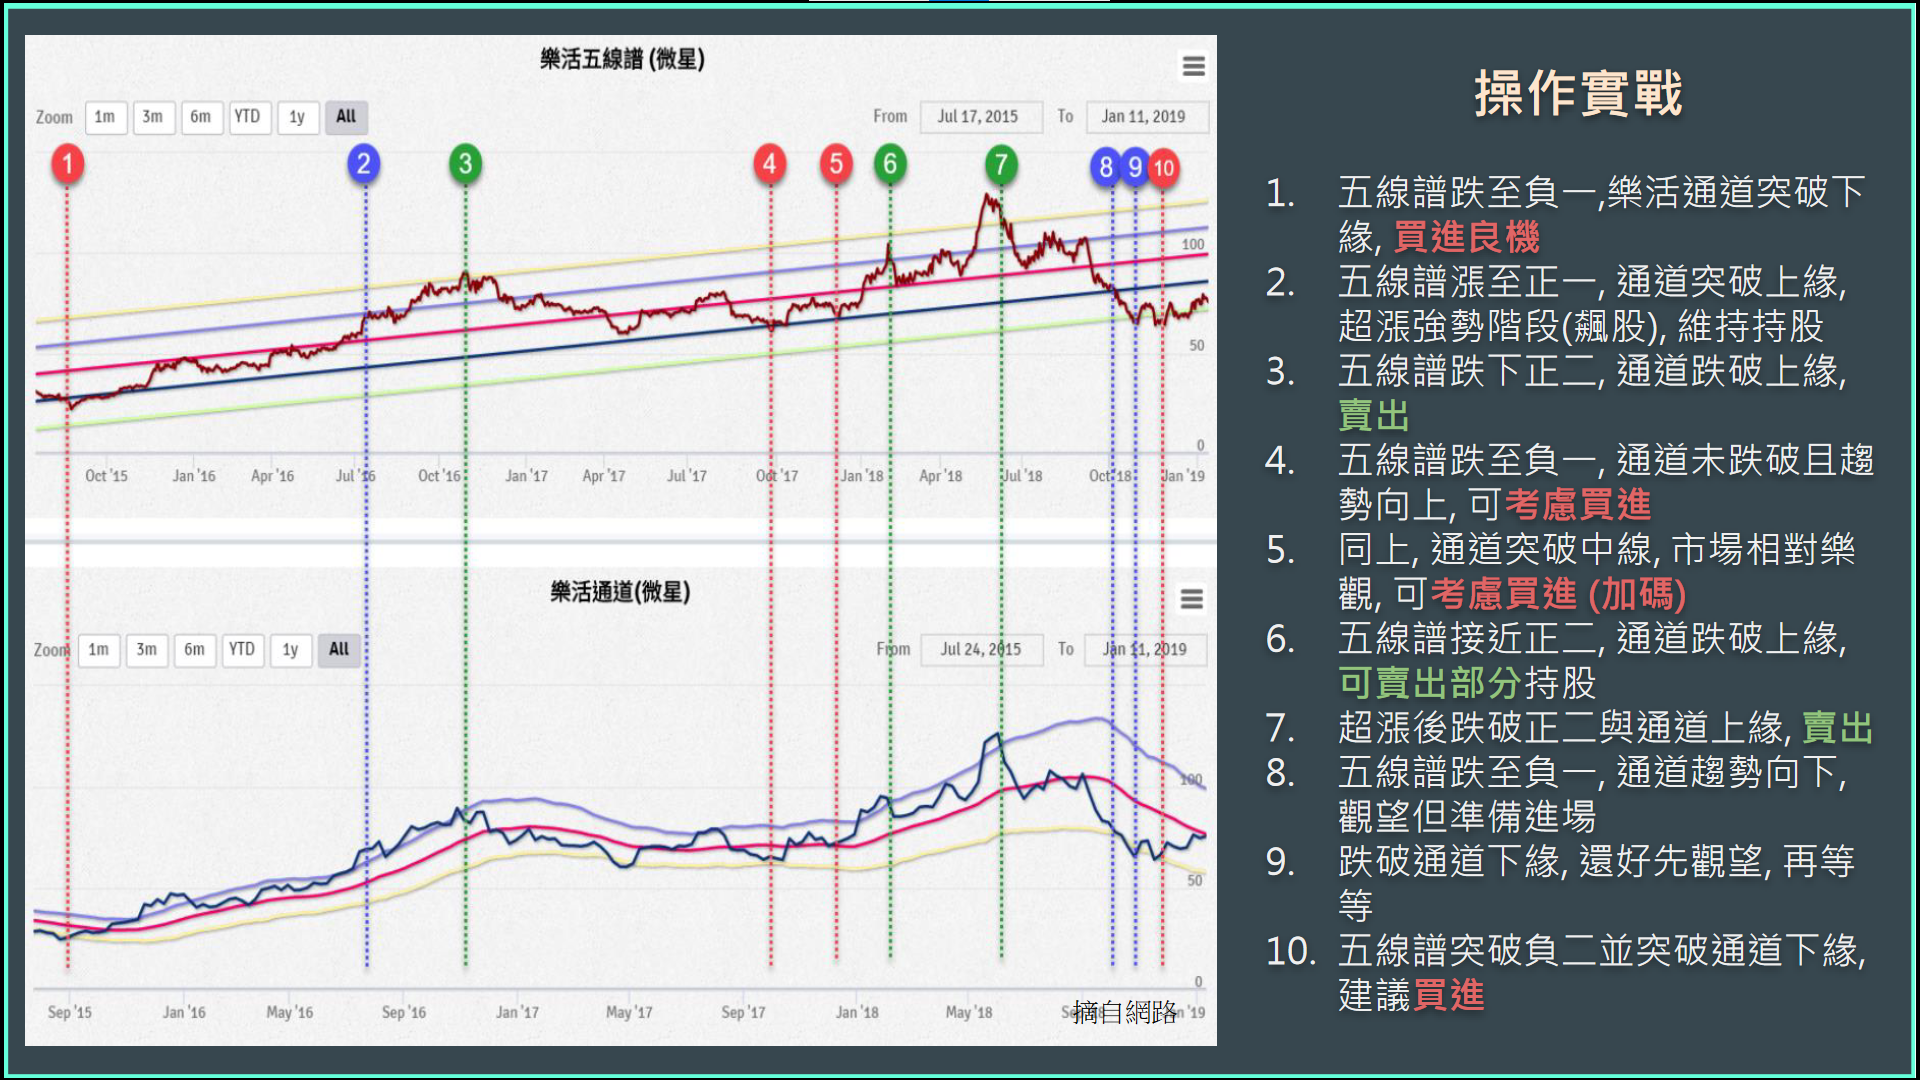 樂活五線譜 (微星)
Zoom 1m 3m 6m YTD 1y All From Jul 17, 2015 To Jan 11, 2019
1 2 3 4 5 6 7 8 9 10
100
50
0
Oct '15 Jan '16 Apr '16 Jul '16 Oct '16 Jan '17 Apr '17 Jul '17 Oct '17 Jan '18 Apr '18 Jul '18 Oct '18 Jan '19
樂活通道(微星)
Zoom 1m 3m 6m YTD 1y All From Jul 24, 2015 To Jan 11, 2019
100
50
0
Sep '15 Jan '16 May '16 Sep '16 Jan '17 May '17 Sep '17 Jan '18 May '18
摘自網路
操作實戰
1. 五線譜跌至負一,樂活通道突破下
緣, 買進良機
2. 五線譜漲至正一, 通道突破上緣,
超漲強勢階段(飆股), 維持持股
3. 五線譜跌下正二, 通道跌破上緣,
賣出
4. 五線譜跌至負一, 通道未跌破且趨
勢向上, 可考慮買進
5. 同上, 通道突破中線, 市場相對樂
觀, 可考慮買進 (加碼)
6. 五線譜接近正二, 通道跌破上緣,
可賣出部分持股
7. 超漲後跌破正二與通道上緣, 賣出
8. 五線譜跌至負一, 通道趨勢向下,
觀望但準備進場
9. 跌破通道下緣, 還好先觀望, 再等
等
10. 五線譜突破負二並突破通道下緣,
建議買進